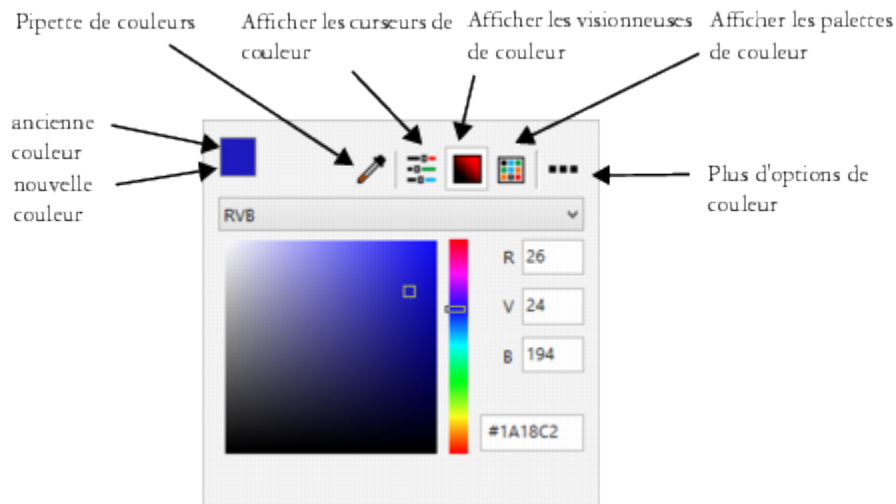 Pipette de couleurs
Afficher les curseurs de
couleur
Afficher les visionneuses
de couleur
Afficher les palettes
de couleur
ancienne
couleur
nouvelle
couleur
Plus d'options de
couleur
RVB
R 26
V 24
B 194
#1A18C2